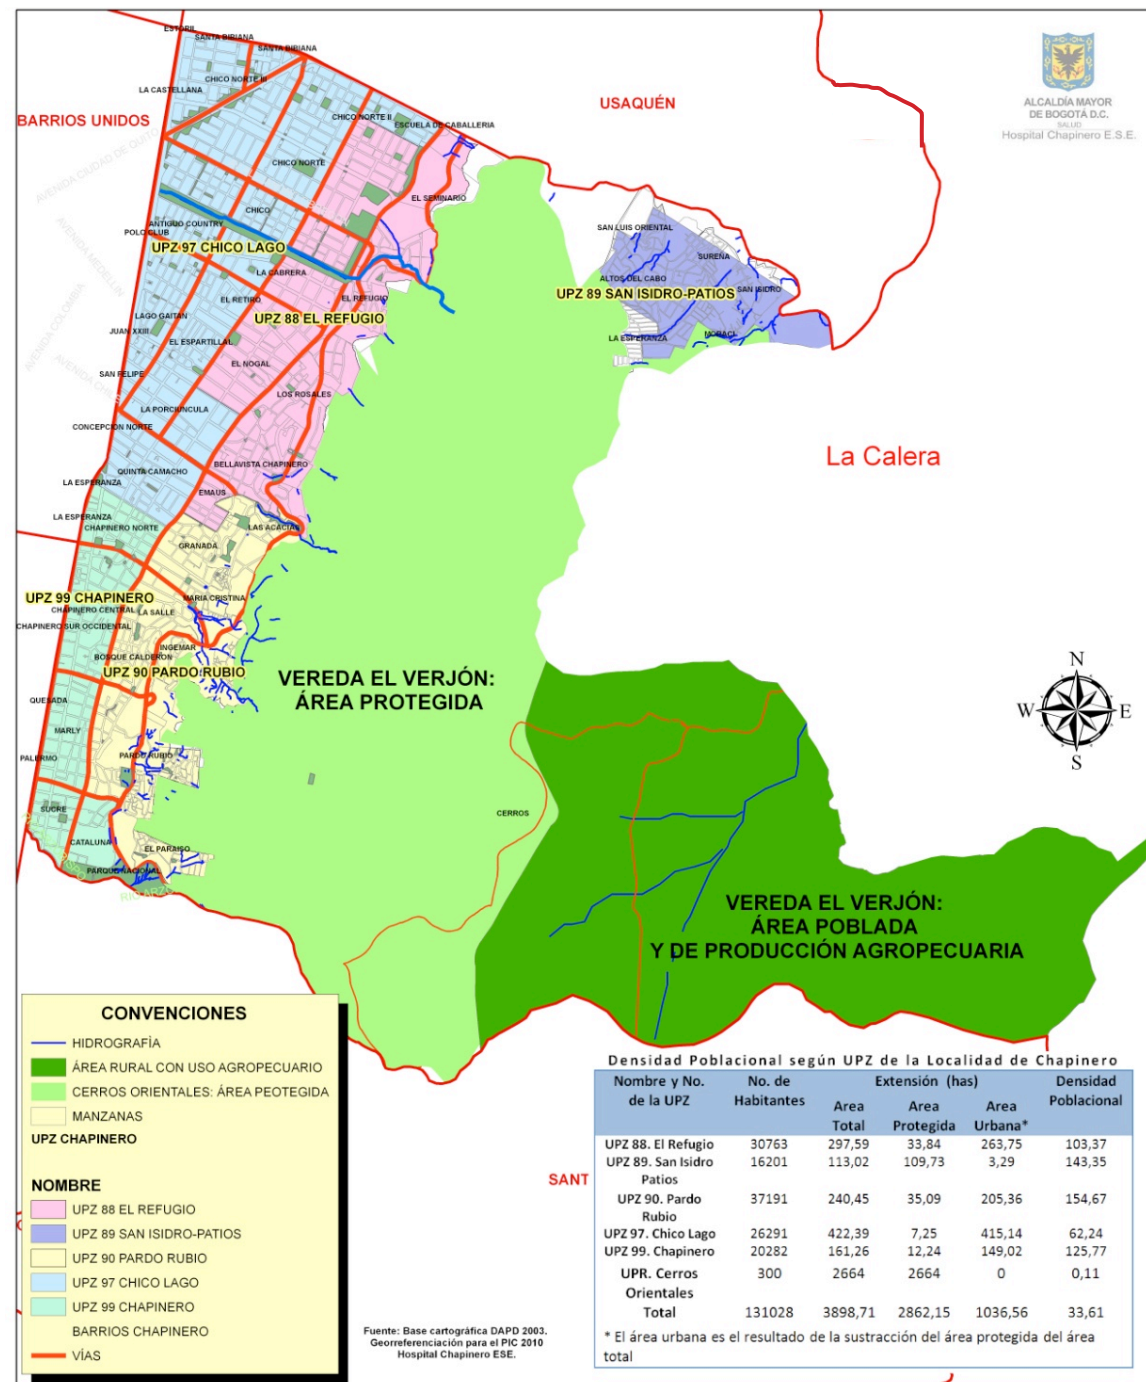 ESTORIL
SANTA BIBIANA
SANTA BIBIANA
CHICO NORTE III
LA CASTELLANA
CHICO NORTE II
ESCUELA DE CABALLERIA
BARRIOS UNIDOS
USAQUÉN
ALCALDÍA MAYOR
DE BOGOTÁ D.C.
SALUD
Hospital Chapinero E.S.E.
AVENIDA CIUDAD DE QUITO
CHICO NORTE
EL SEMINARIO
CHICO
ANTIGUO COUNTRY
POLO CLUB
UPZ 97 CHICO LAGO
AVENIDA MEDELLIN
LA CABRERA
SAN LUIS ORIENTAL
SUREÑA
ALTOS DEL CABO
SAN ISIDRO
UPZ 89 SAN ISIDRO-PATIOS
EL RETIRO
EL REFUGIO
AVENIDA COLOMBIA
LAGO GAITAN
UPZ 88 EL REFUGIO
JUAN XXIII
EL ESPARTILLAL
MORACI
LA ESPERANZA
EL NOGAL
SAN FELIPE
LOS ROSALES
LA PORCIUNCULA
CONCEPCION NORTE
La Calera
QUINTA CAMACHO
BELLAVISTA CHAPINERO
LA ESPERANZA
EMAUS
LA ESPERANZA
CHAPINERO NORTE
LAS ACACIAS
GRANADA
UPZ 99 CHAPINERO
MARIA CRISTINA
CHAPINERO CENTRAL
LA SALLE
CHAPINERO SUR OCCIDENTAL
INGEMAR
BOSQUE CALDERON
UPZ 90 PARDO RUBIO
VEREDA EL VERJÓN:
ÁREA PROTEGIDA
N
W
E
S
QUESADA
MARLY
PALERMO
PARDO RUBIO
SUCRE
CERROS
CATALUNA
EL PARAISO
PARQUE NACIONAL
VEREDA EL VERJÓN:
ÁREA POBLADA
Y DE PRODUCCIÓN AGROPECUARIA
CONVENCIONES
HIDROGRAFÍA
ÁREA RURAL CON USO AGROPECUARIO
CERROS ORIENTALES: ÁREA PEOTEGIDA
MANZANAS
UPZ CHAPINERO
NOMBRE
UPZ 88 EL REFUGIO
UPZ 89 SAN ISIDRO-PATIOS
UPZ 90 PARDO RUBIO
UPZ 97 CHICO LAGO
UPZ 99 CHAPINERO
BARRIOS CHAPINERO
VÍAS
Fuente: Base cartográfica DAPD 2003.
Georreferenciación para el PIC 2010
Hospital Chapinero ESE.
SANT
Densidad Poblacional según UPZ de la Localidad de Chapinero
Nombre y No. de la UPZ No. de Habitantes Extensión (has) Densidad Poblacional
Area Total Area Protegida Area Urbana*
UPZ 88. El Refugio 30763 297,59 33,84 263,75 103,37
UPZ 89. San Isidro Patios 16201 113,02 109,73 3,29 143,35
UPZ 90. Pardo Rubio 37191 240,45 35,09 205,36 154,67
UPZ 97. Chico Lago 26291 422,39 7,25 415,14 62,24
UPZ 99. Chapinero 20282 161,26 12,24 149,02 125,77
UPR. Cerros Orientales 300 2664 2664 0 0,11
Total 131028 3898,71 2862,15 1036,56 33,61
* El área urbana es el resultado de la sustracción del área protegida del área
total